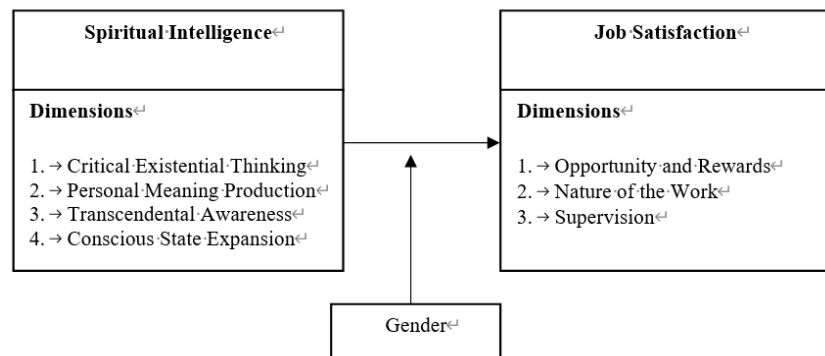 Spiritual Intelligence↵
Job Satisfaction↵
Dimensions↵
1. → Critical Existential Thinking↵
2. → Personal Meaning Production↵
3. → Transcendental Awareness↵
4. → Conscious State Expansion↵
Dimensions↵
1. → Opportunity and Rewards↵
2. → Nature of the Work↵
3. → Supervision↵
Gender↵